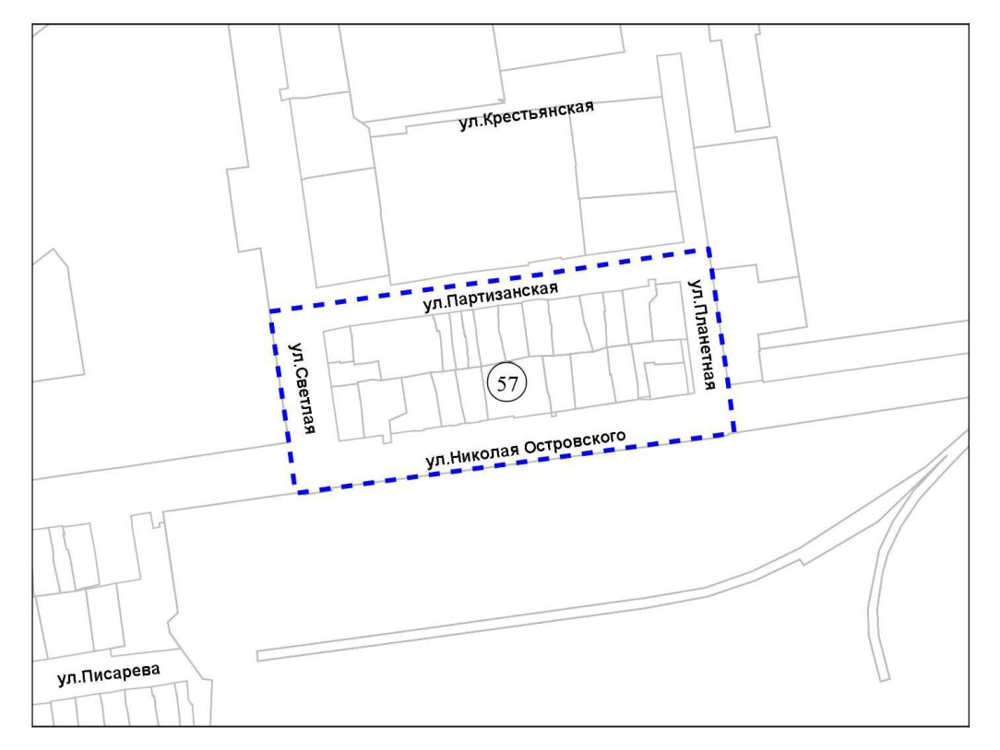 ул.Крестьянская
ул.Партизанская
ул.Планетная
ул.Светлая
57
ул.Николая Островского
ул.Писарева